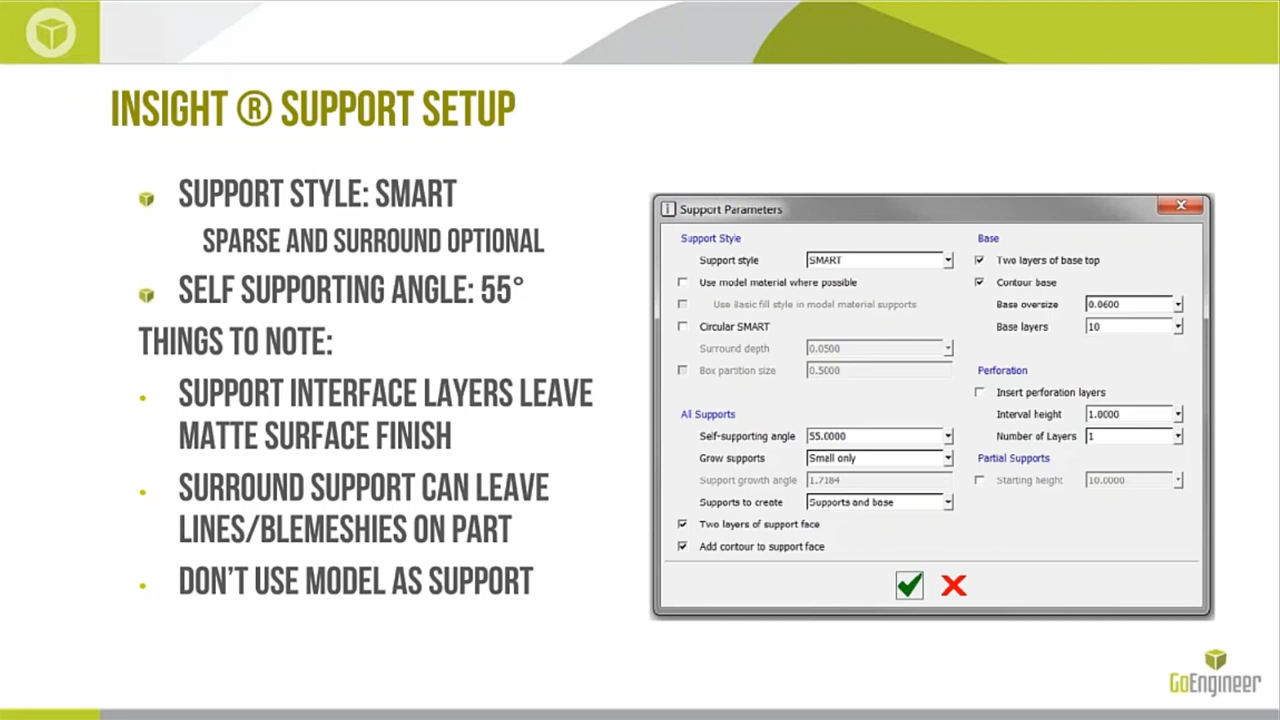 INSIGHT ® SUPPORT SETUP
SUPPORT STYLE: SMART
SPARSE AND SURROUND OPTIONAL
SELF SUPPORTING ANGLE: 55°
THINGS TO NOTE:
SUPPORT INTERFACE LAYERS LEAVE
MATTE SURFACE FINISH
SURROUND SUPPORT CAN LEAVE
LINES/BLEMESHIES ON PART
DON'T USE MODEL AS SUPPORT
Support Parameters
Support Style
Support style SMART
Use model material where possible
Use Basic fill style in model material supports
Circular SMART
Surround depth 0.0500
Box partition size 0.5000
All Supports
Self-supporting angle 55.0000
Grow supports Small only
Support growth angle 1.7184
Supports to create Supports and base
Two layers of support face
Add contour to support face
Base
Two layers of base top
Contour base
Base oversize 0.0600
Base layers 10
Perforation
Insert perforation layers
Interval height 1.0000
Number of Layers 1
Partial Supports
Starting height 10.0000
GoEngineer